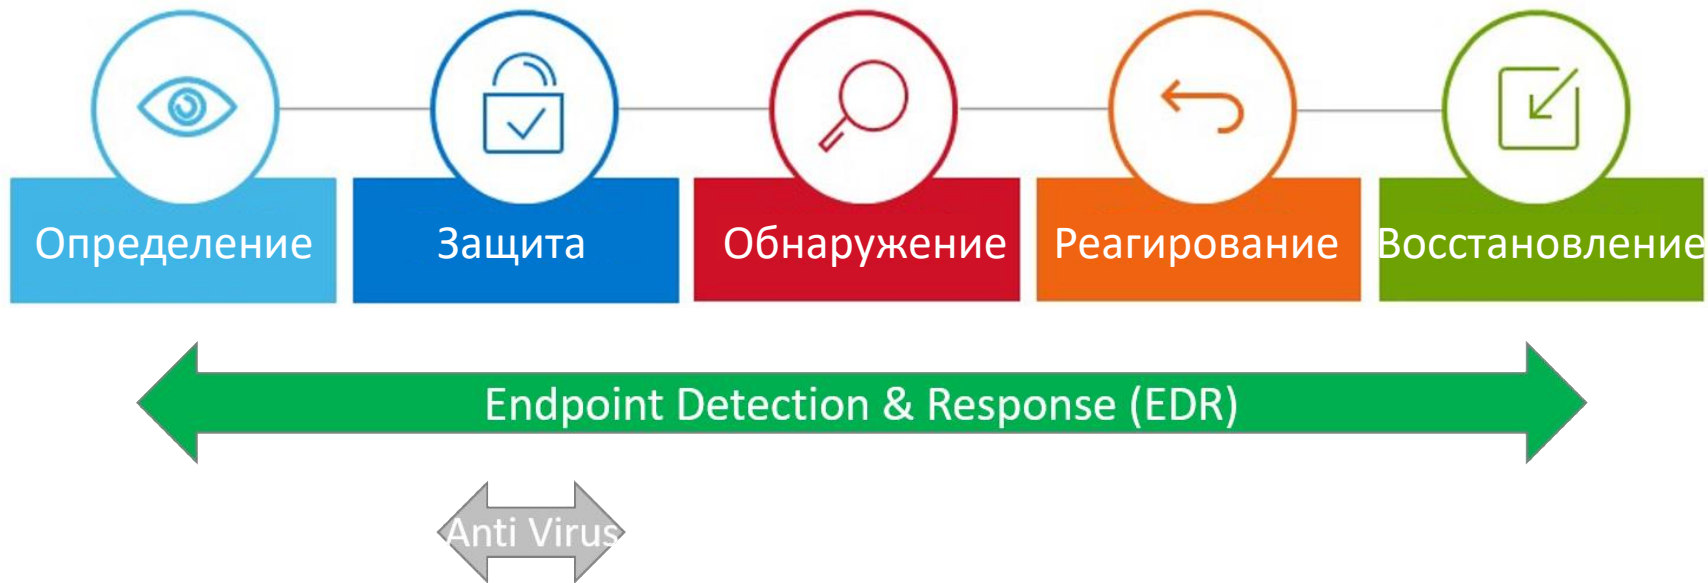 Определение
Защита
Обнаружение
Реагирование
Восстановление
Endpoint Detection & Response (EDR)
Anti Virus